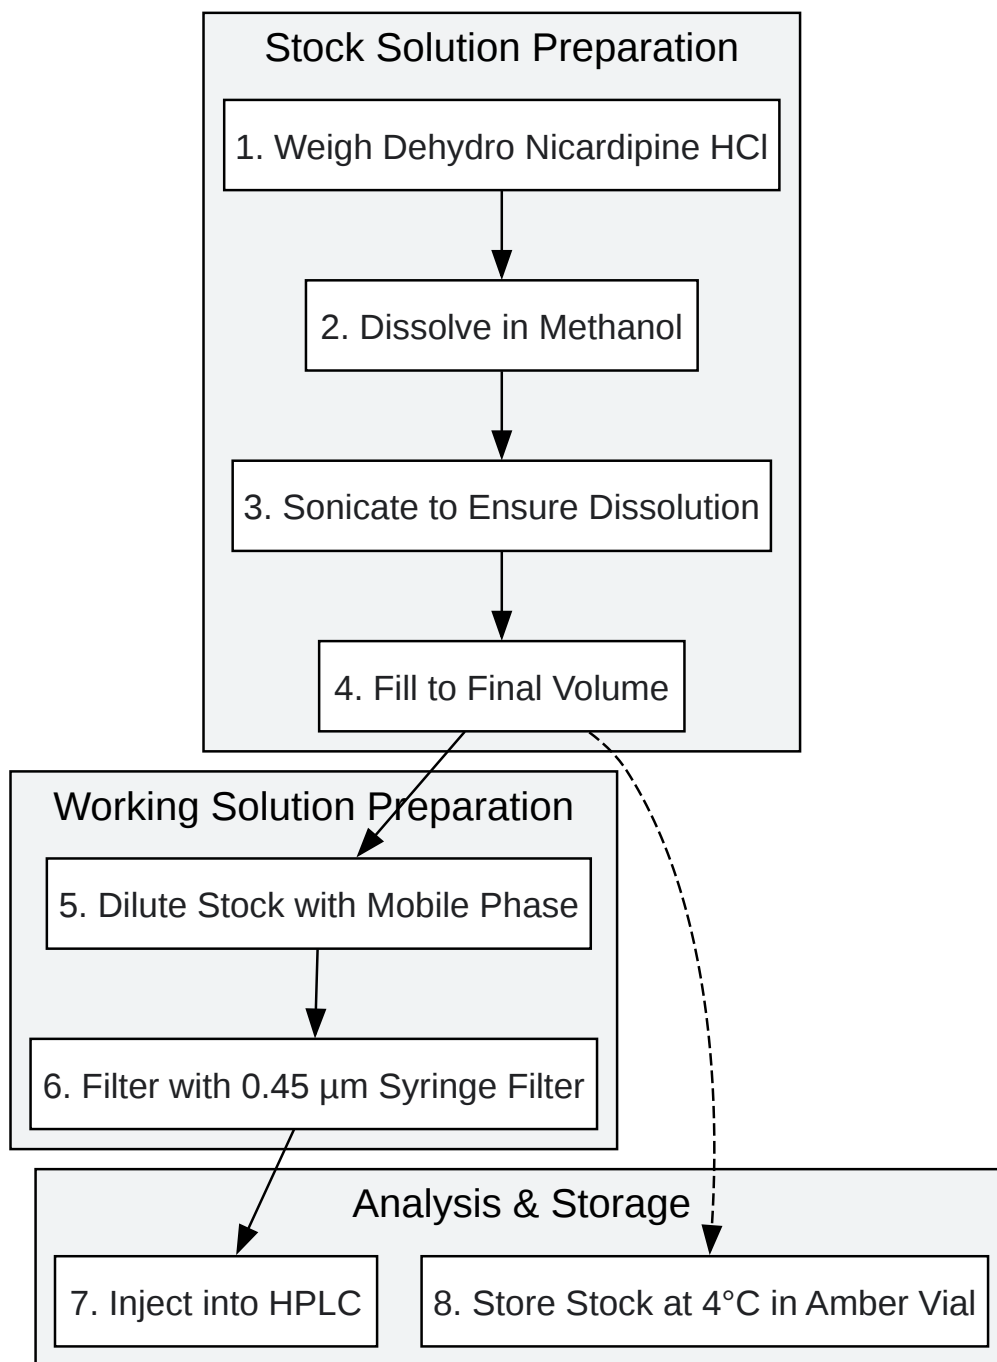 Stock Solution Preparation
1. Weigh Dehydro Nicardipine HCl
2. Dissolve in Methanol
3. Sonicate to Ensure Dissolution
4. Fill to Final Volume
Working Solution Preparation
5. Dilute Stock with Mobile Phase
6. Filter with 0.45 µm Syringe Filter
Analysis & Storage
7. Inject into HPLC
8. Store Stock at 4°C in Amber Vial